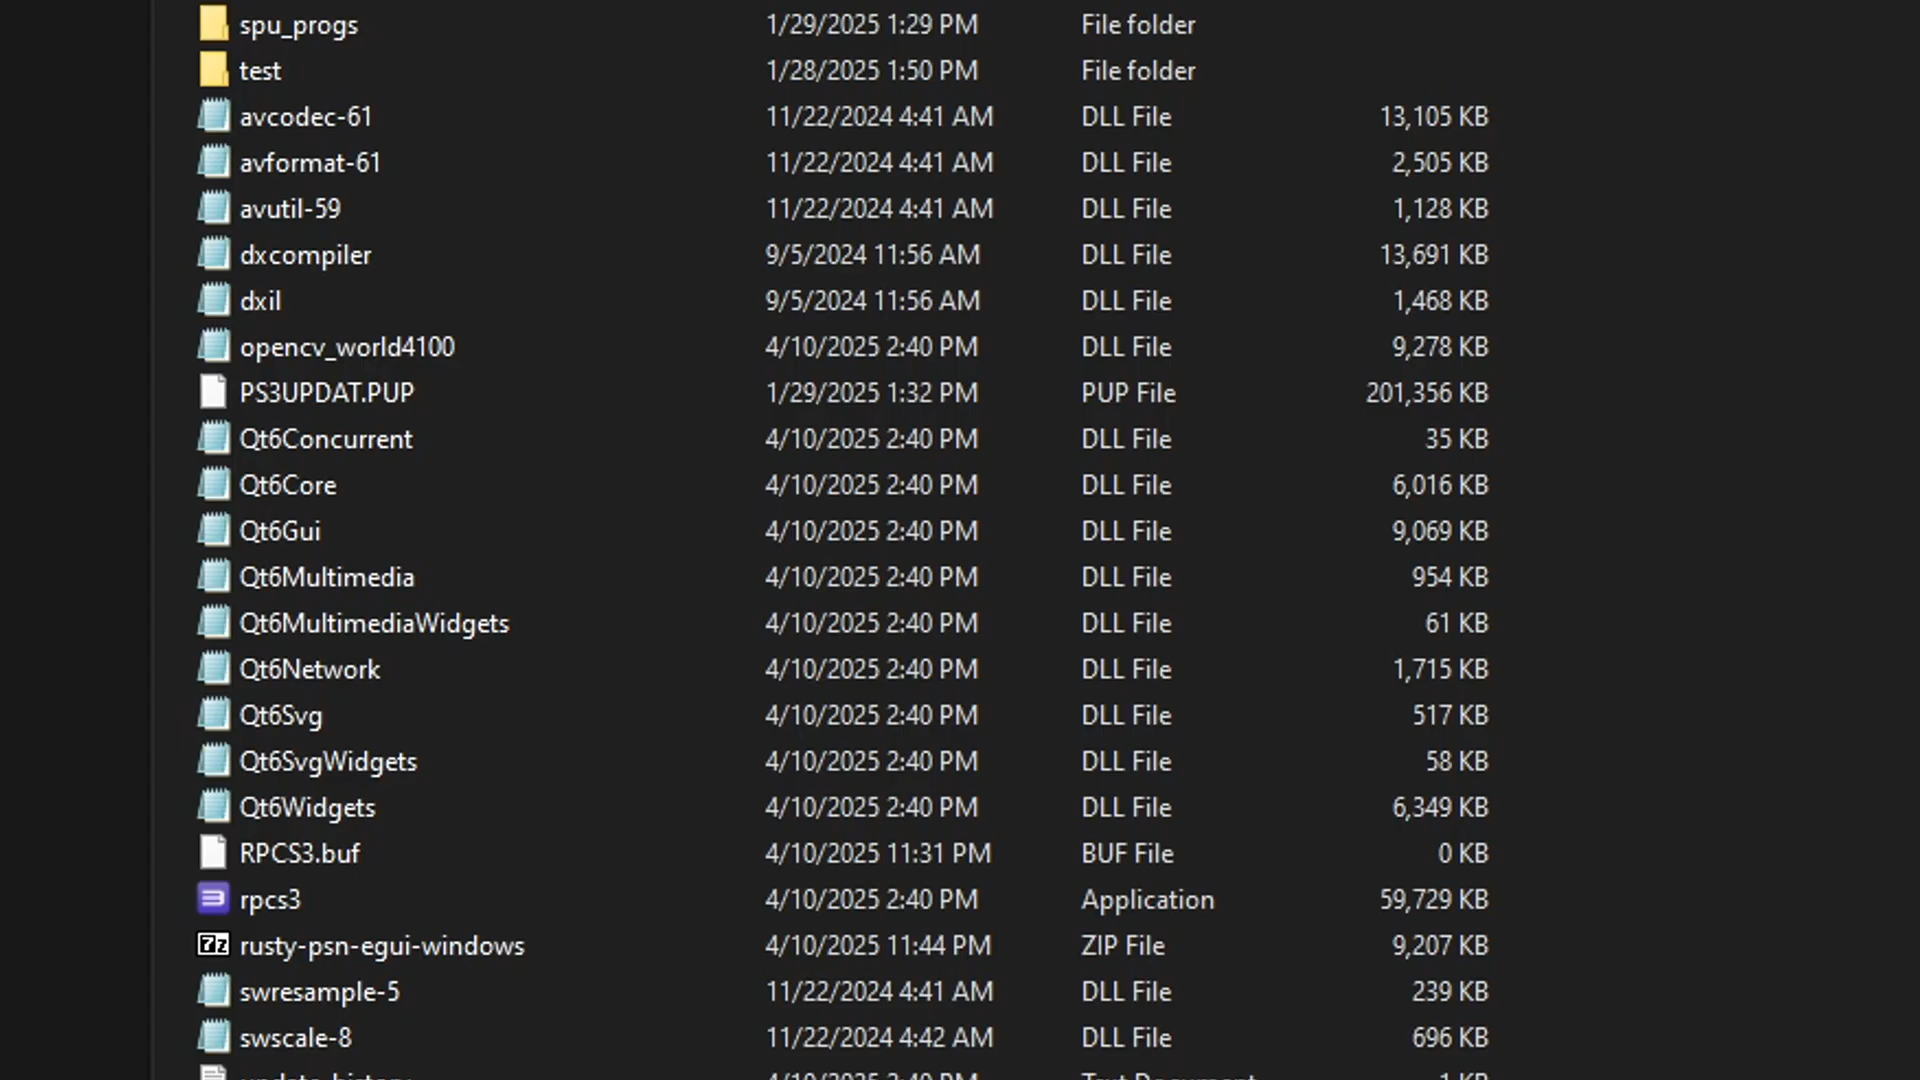 spu_progs 1/29/2025 1:29 PM File folder
test 1/28/2025 1:50 PM File folder
avcodec-61 11/22/2024 4:41 AM DLL File 13,105 KB
avformat-61 11/22/2024 4:41 AM DLL File 2,505 KB
avutil-59 11/22/2024 4:41 AM DLL File 1,128 KB
dxcompiler 9/5/2024 11:56 AM DLL File 13,691 KB
dxil 9/5/2024 11:56 AM DLL File 1,468 KB
opencv_world4100 4/10/2025 2:40 PM DLL File 9,278 KB
PS3UPDAT.PUP 1/29/2025 1:32 PM PUP File 201,356 KB
Qt6Concurrent 4/10/2025 2:40 PM DLL File 35 KB
Qt6Core 4/10/2025 2:40 PM DLL File 6,016 KB
Qt6Gui 4/10/2025 2:40 PM DLL File 9,069 KB
Qt6Multimedia 4/10/2025 2:40 PM DLL File 954 KB
Qt6MultimediaWidgets 4/10/2025 2:40 PM DLL File 61 KB
Qt6Network 4/10/2025 2:40 PM DLL File 1,715 KB
Qt6Svg 4/10/2025 2:40 PM DLL File 517 KB
Qt6SvgWidgets 4/10/2025 2:40 PM DLL File 58 KB
Qt6Widgets 4/10/2025 2:40 PM DLL File 6,349 KB
RPCS3.buf 4/10/2025 11:31 PM BUF File 0 KB
rpcs3 4/10/2025 2:40 PM Application 59,729 KB
7z rusty-psn-egui-windows 4/10/2025 11:44 PM ZIP File 9,207 KB
swresample-5 11/22/2024 4:41 AM DLL File 239 KB
swscale-8 11/22/2024 4:42 AM DLL File 696 KB